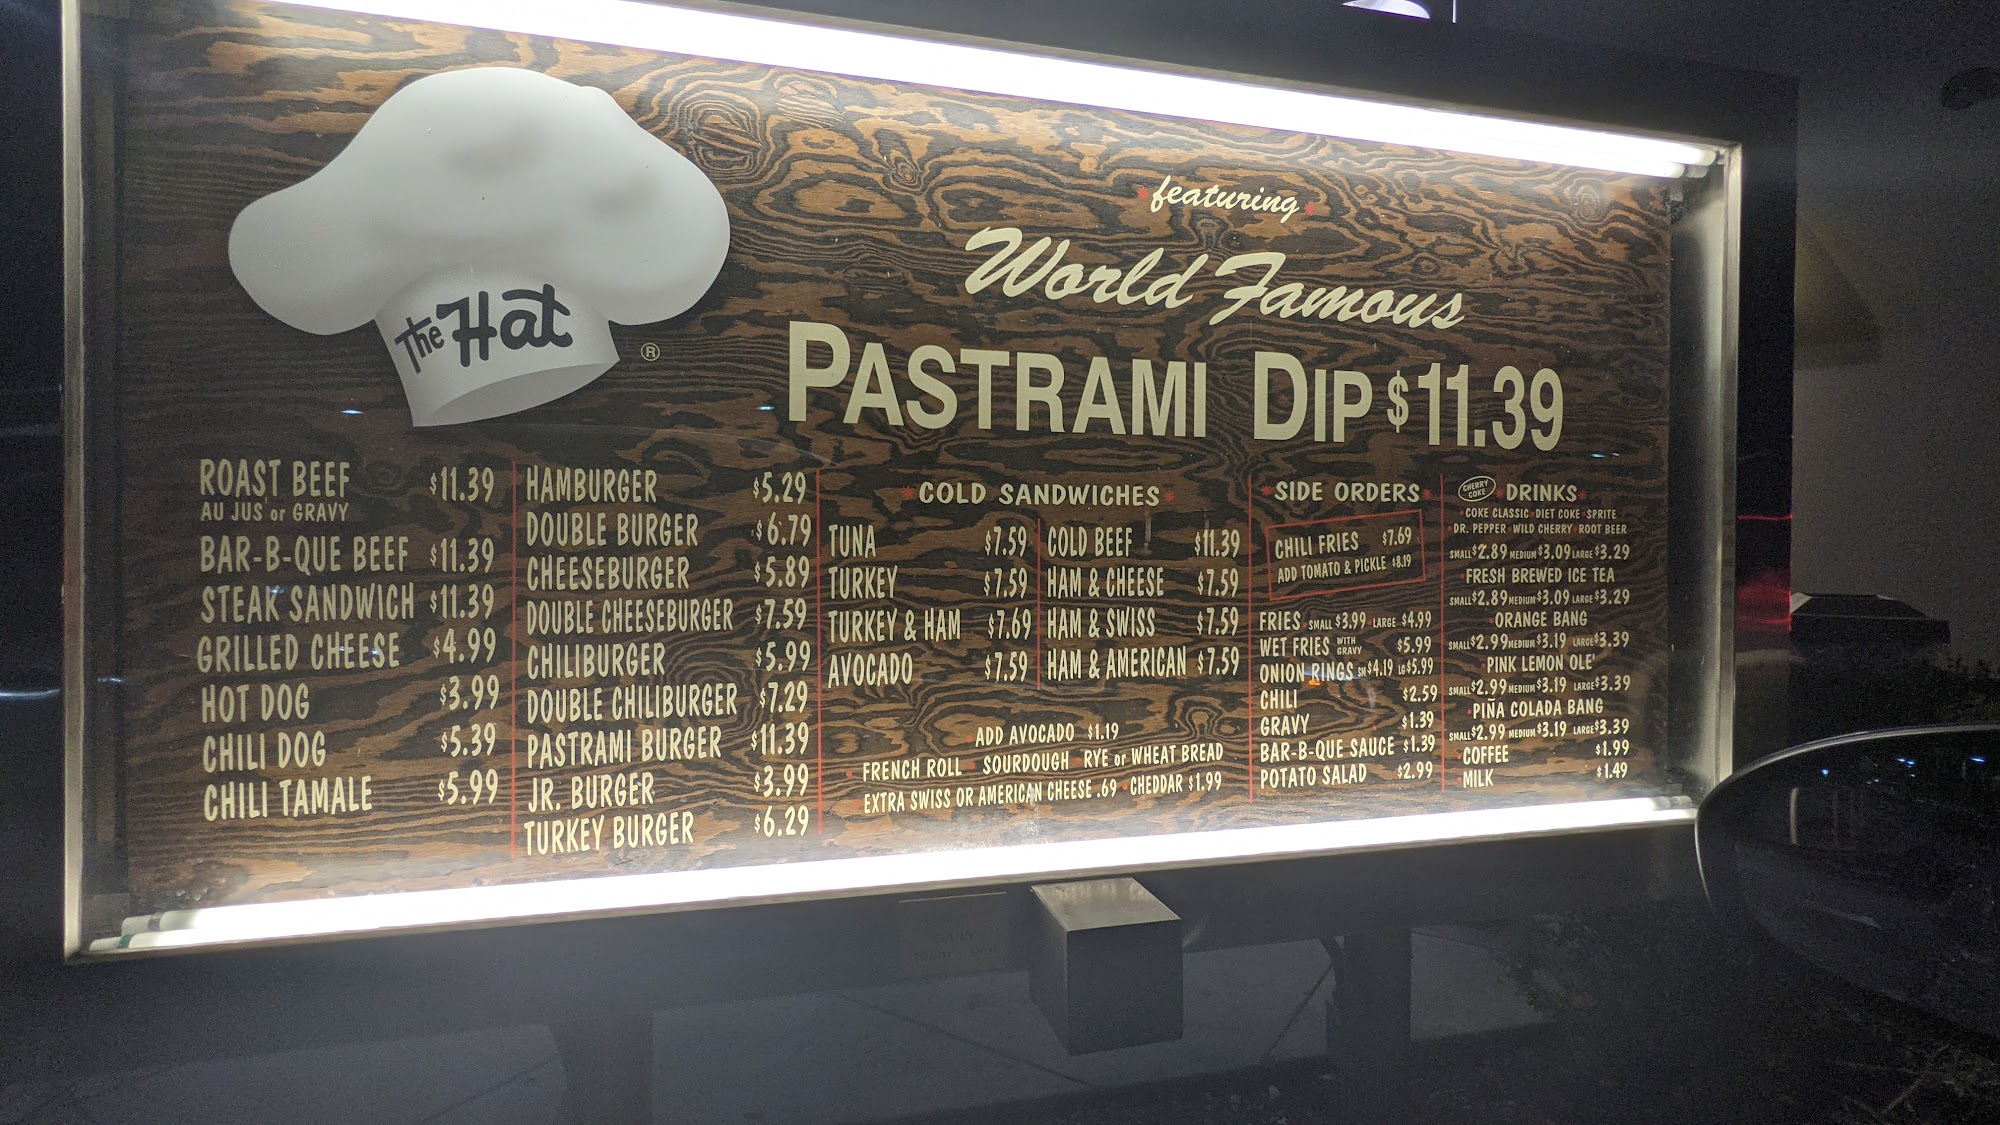 The Hat ®
featuring
World Famous
PASTRAMI DIP $11.39
ROAST BEEF $11.39
AU JUS or GRAVY
BAR-B-QUE BEEF $11.39
STEAK SANDWICH $11.39
GRILLED CHEESE $4.99
HOT DOG $3.99
CHILI DOG $5.39
CHILI TAMALE $5.99
HAMBURGER $5.29
DOUBLE BURGER $6.79
CHEESEBURGER $5.89
DOUBLE CHEESEBURGER $7.59
CHILIBURGER $5.99
DOUBLE CHILIBURGER $7.29
PASTRAMI BURGER $11.39
JR. BURGER $3.99
TURKEY BURGER $6.29
COLD SANDWICHES
TUNA $7.59
TURKEY $7.59
TURKEY & HAM $7.69
AVOCADO $7.59
COLD BEEF $11.39
HAM & CHEESE $7.59
HAM & SWISS $7.59
HAM & AMERICAN $7.59
ADD AVOCADO $1.19
FRENCH ROLL SOURDOUGH RYE or WHEAT BREAD
EXTRA SWISS OR AMERICAN CHEESE .69 CHEDDAR $1.99
SIDE ORDERS
CHILI FRIES $7.69
ADD TOMATO & PICKLE $8.19
FRIES SMALL $3.99 LARGE $4.99
WET FRIES WITH GRAVY $5.99
ONION RINGS SM $4.19 LG $5.99
CHILI $2.59
GRAVY $1.39
BAR-B-QUE SAUCE $1.39
POTATO SALAD $2.99
CHERRY COKE
DRINKS
COKE CLASSIC DIET COKE SPRITE
DR. PEPPER WILD CHERRY ROOT BEER
SMALL $2.89 MEDIUM $3.09 LARGE $3.29
FRESH BREWED ICE TEA
SMALL $2.89 MEDIUM $3.09 LARGE $3.29
ORANGE BANG
SMALL $2.99 MEDIUM $3.19 LARGE $3.39
PINK LEMON OLE'
SMALL $2.99 MEDIUM $3.19 LARGE $3.39
PIÑA COLADA BANG
SMALL $2.99 MEDIUM $3.19 LARGE $3.39
COFFEE $1.99
MILK $1.49